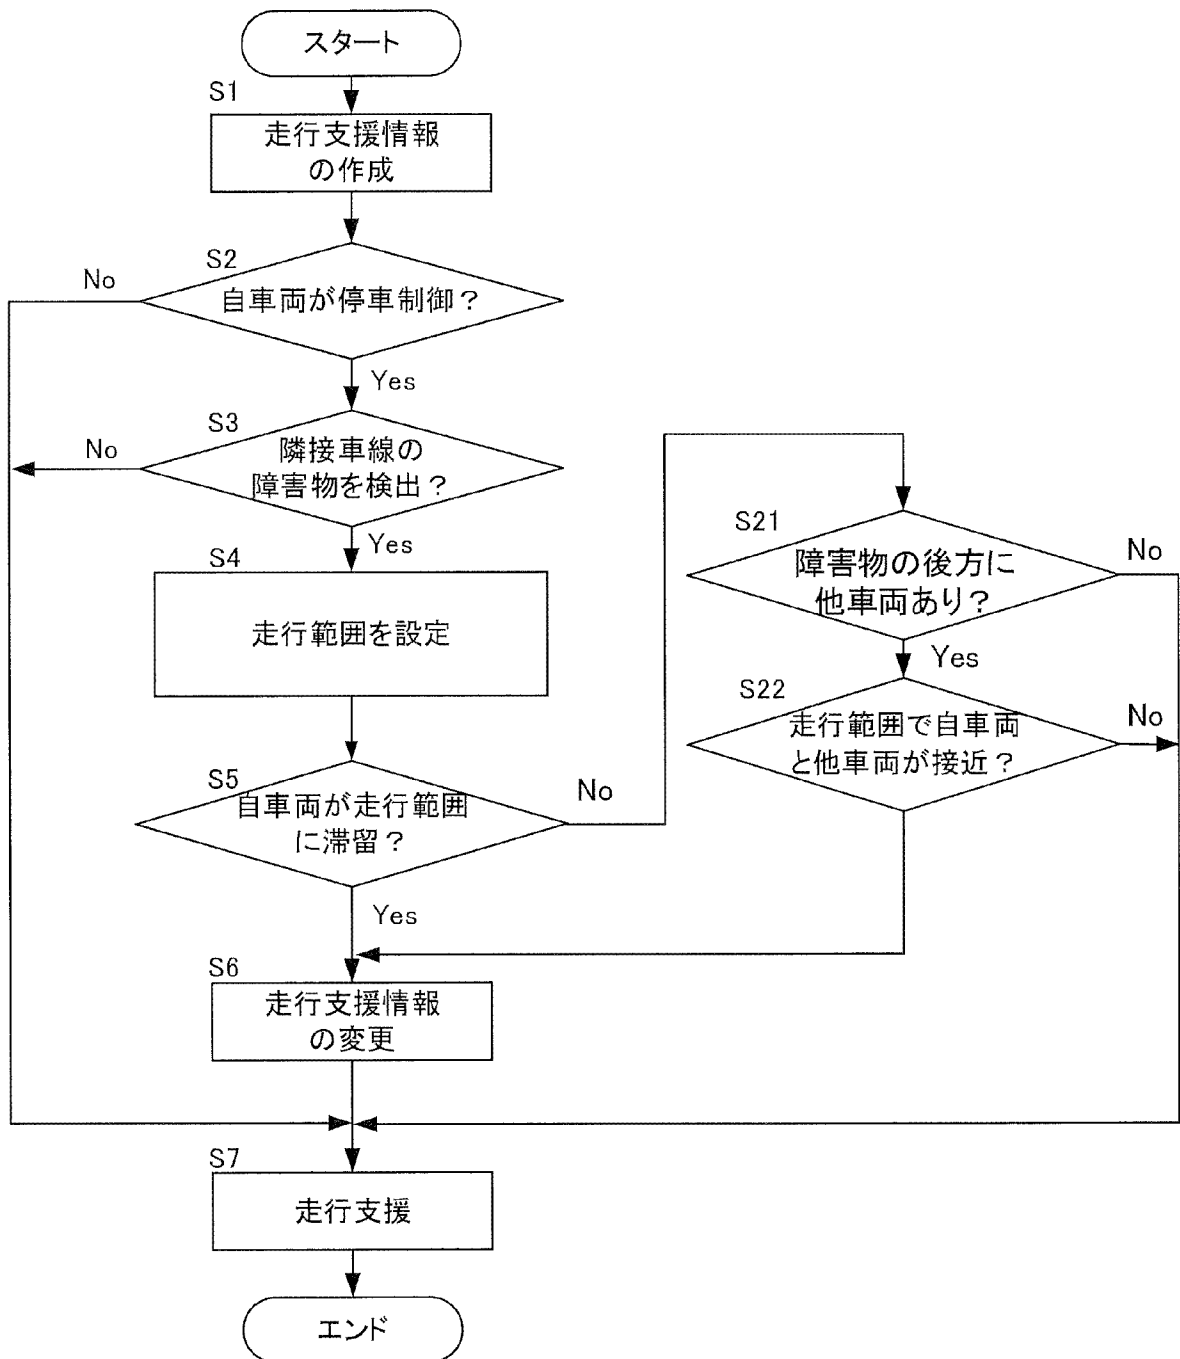 スタート
S1
走行支援情報
の作成
S2
No
自車両が停車制御？
Yes
S3
No
隣接車線の
障害物を検出？
Yes
S4
走行範囲を設定
S5
自車両が走行範囲
に滞留？
No
Yes
S21
障害物の後方に
他車両あり？
No
Yes
S22
走行範囲で自車両
と他車両が接近？
No
S6
走行支援情報
の変更
S7
走行支援
エンド